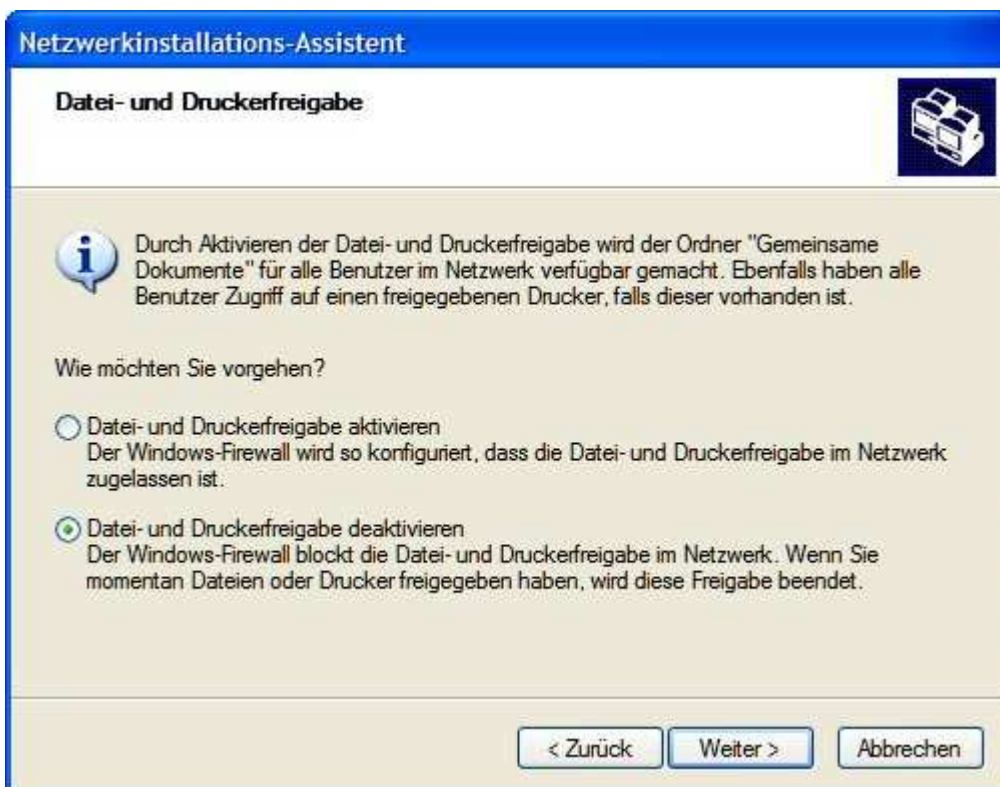 Netzwerkinstallations-Assistent
Datei- und Druckerfreigabe
Durch Aktivieren der Datei- und Druckerfreigabe wird der Ordner "Gemeinsame
Dokumente" für alle Benutzer im Netzwerk verfügbar gemacht. Ebenfalls haben alle
Benutzer Zugriff auf einen freigegebenen Drucker, falls dieser vorhanden ist.
Wie möchten Sie vorgehen?
Datei- und Druckerfreigabe aktivieren
Der Windows-Firewall wird so konfiguriert, dass die Datei- und Druckerfreigabe im Netzwerk
zugelassen ist.
Datei- und Druckerfreigabe deaktivieren
Der Windows-Firewall blockt die Datei- und Druckerfreigabe im Netzwerk. Wenn Sie
momentan Dateien oder Drucker freigegeben haben, wird diese Freigabe beendet.
< Zurück Weiter > Abbrechen